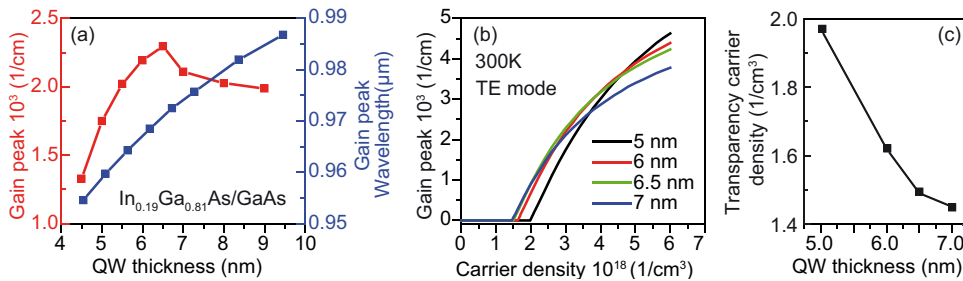 (a)
2.5
2.0
1.5
1.0
Gain peak 10³ (1/cm)
4 5 6 7 8 9 10
QW thickness (nm)
In₀.₁₉Ga₀.₈₁As/GaAs
0.99
0.98
0.97
0.96
0.95
Gain peak
Wavelength(μm)
(b)
300K
TE mode
5
4
3
2
1
0
Gain peak 10³ (1/cm)
5 nm
6 nm
6.5 nm
7 nm
0 1 2 3 4 5 6 7
Carrier density 10¹⁸ (1/cm³)
(c)
2.0
1.8
1.6
1.4
Transparency carrier
density (1/cm³)
5.0 6.0 7.0
QW thickness (nm)